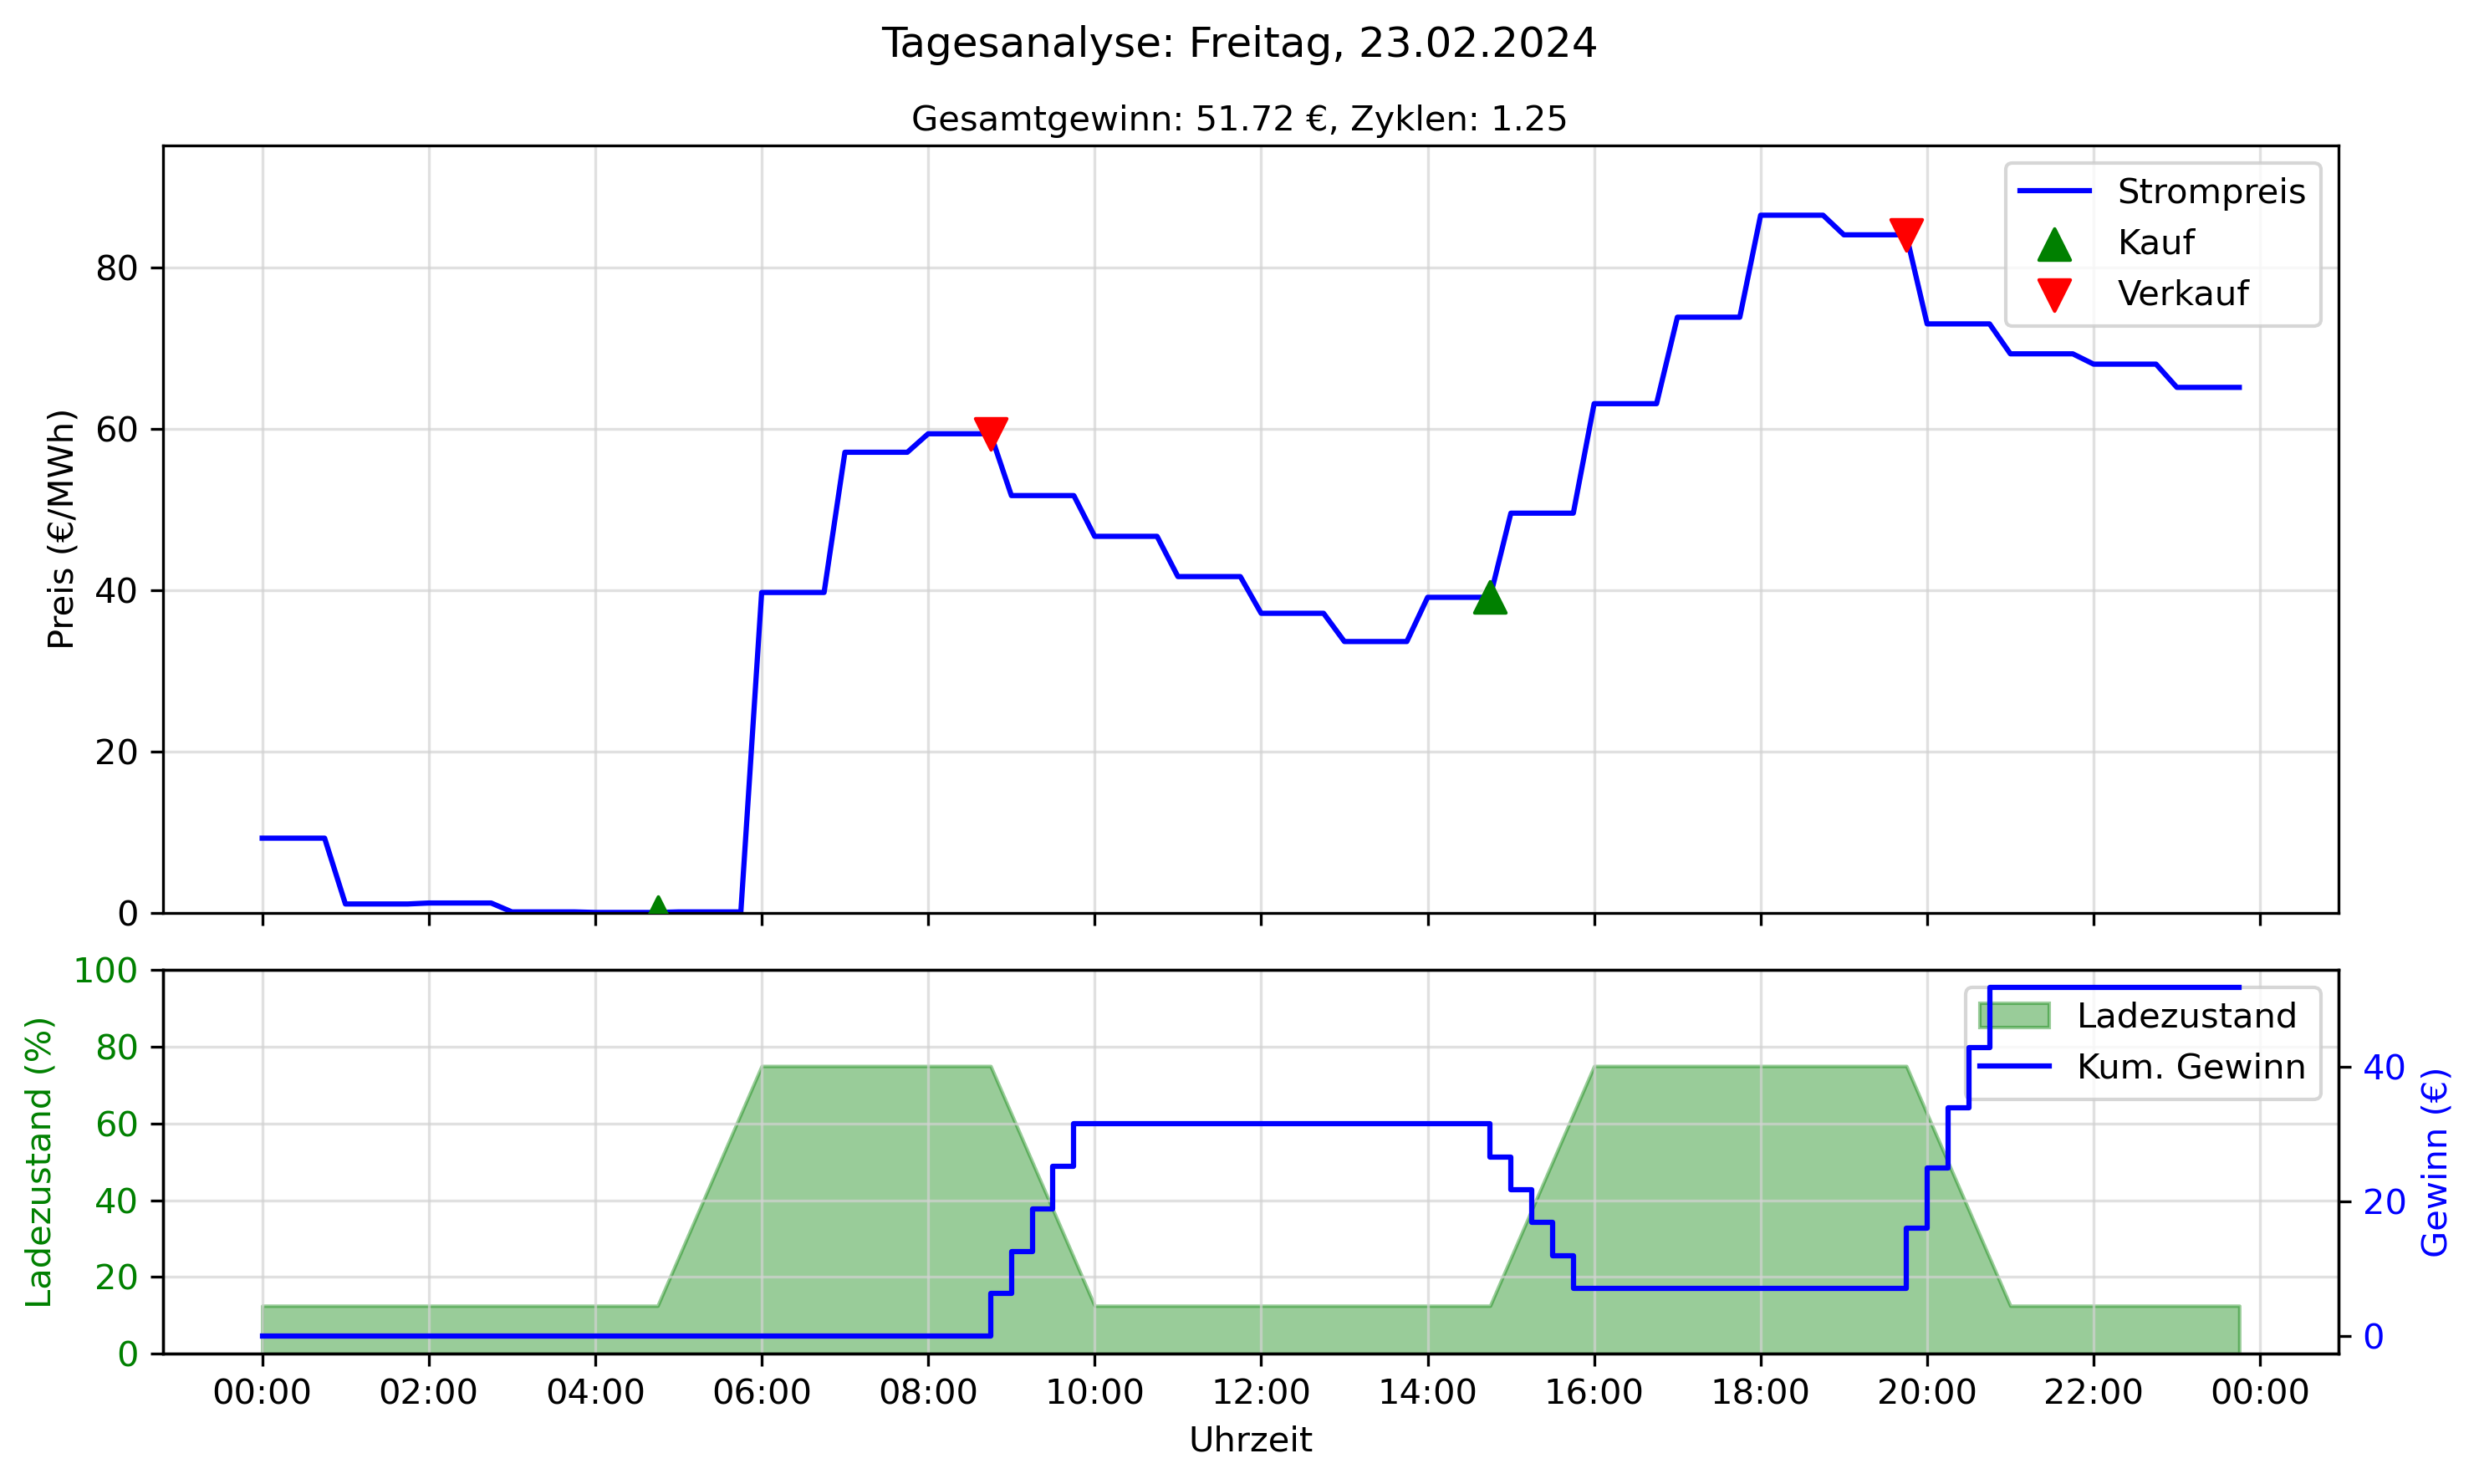 Tagesanalyse: Freitag, 23.02.2024
Gesamtgewinn: 51.72 €, Zyklen: 1.25
Preis (€/MWh)
80
60
40
20
0
Strompreis
Kauf
Verkauf
Ladezustand (%)
100
80
60
40
20
0
Ladezustand
Kum. Gewinn
40
20
0
Gewinn (€)
00:00 02:00 04:00 06:00 08:00 10:00 12:00 14:00 16:00 18:00 20:00 22:00 00:00
Uhrzeit